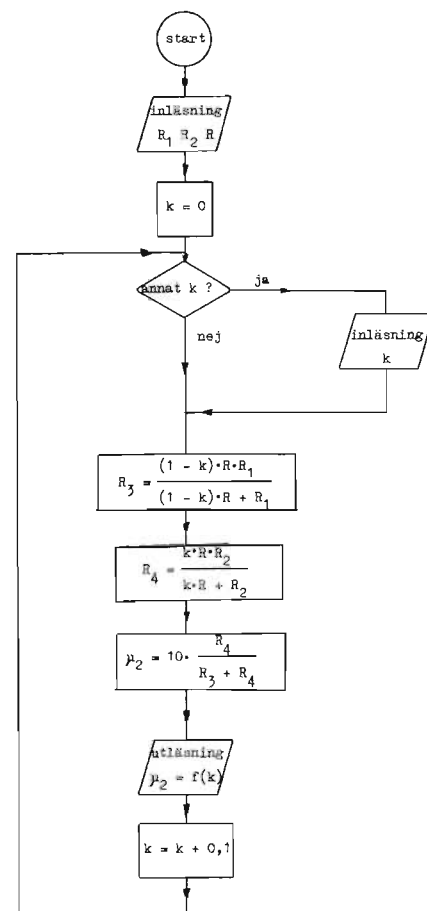 start
inläsning
R₁ R₂ R
k = 0
annat k ?
ja
nej
inläsning
k
R₃ = (1 - k)·R·R₁ / (1 - k)·R + R₁
R₄ = k·R·R₂ / k·R + R₂
µ₂ = 10· R₄ / R₃ + R₄
utläsning
µ₂ = f(k)
k = k + 0,1